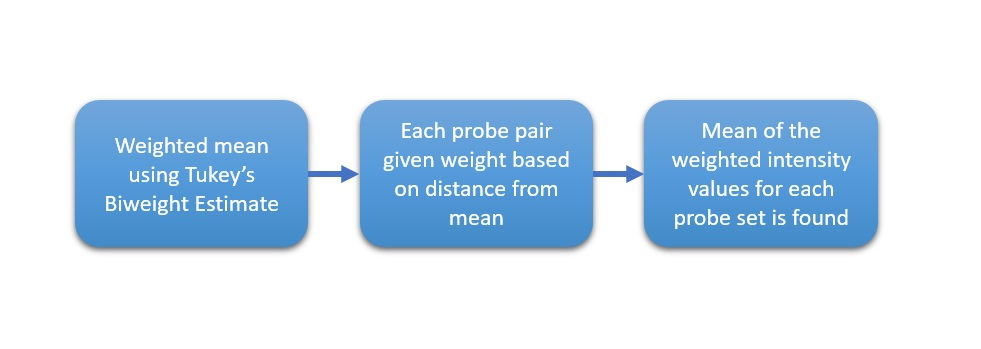 Weighted mean
using Tukey’s
Biweight Estimate
Each probe pair
given weight based
on distance from
mean
Mean of the
weighted intensity
values for each
probe set is found